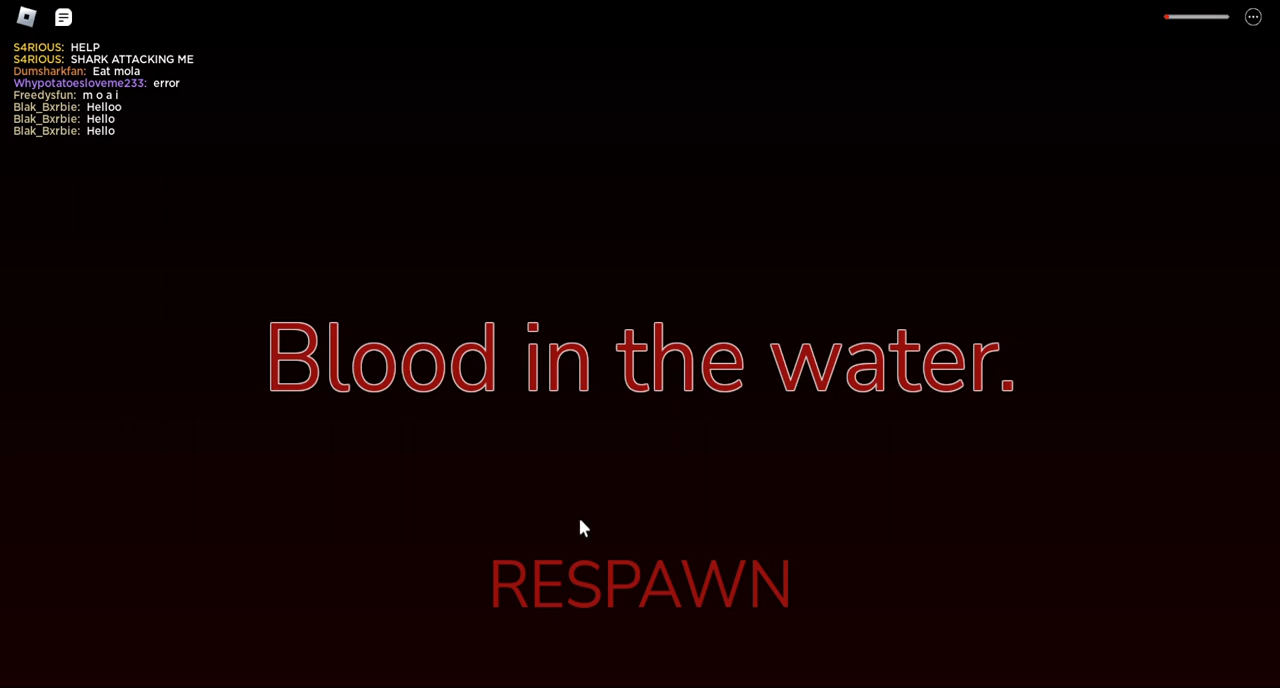 S4RIOUS: HELP
S4RIOUS: SHARK ATTACKING ME
Dumsharkfan: Eat mola
Whypotatoesloveme233: error
Freedysfun: m o a i
Blak_Bxrbie: Helloo
Blak_Bxrbie: Hello
Blak_Bxrbie: Hello
Blood in the water.
RESPAWN